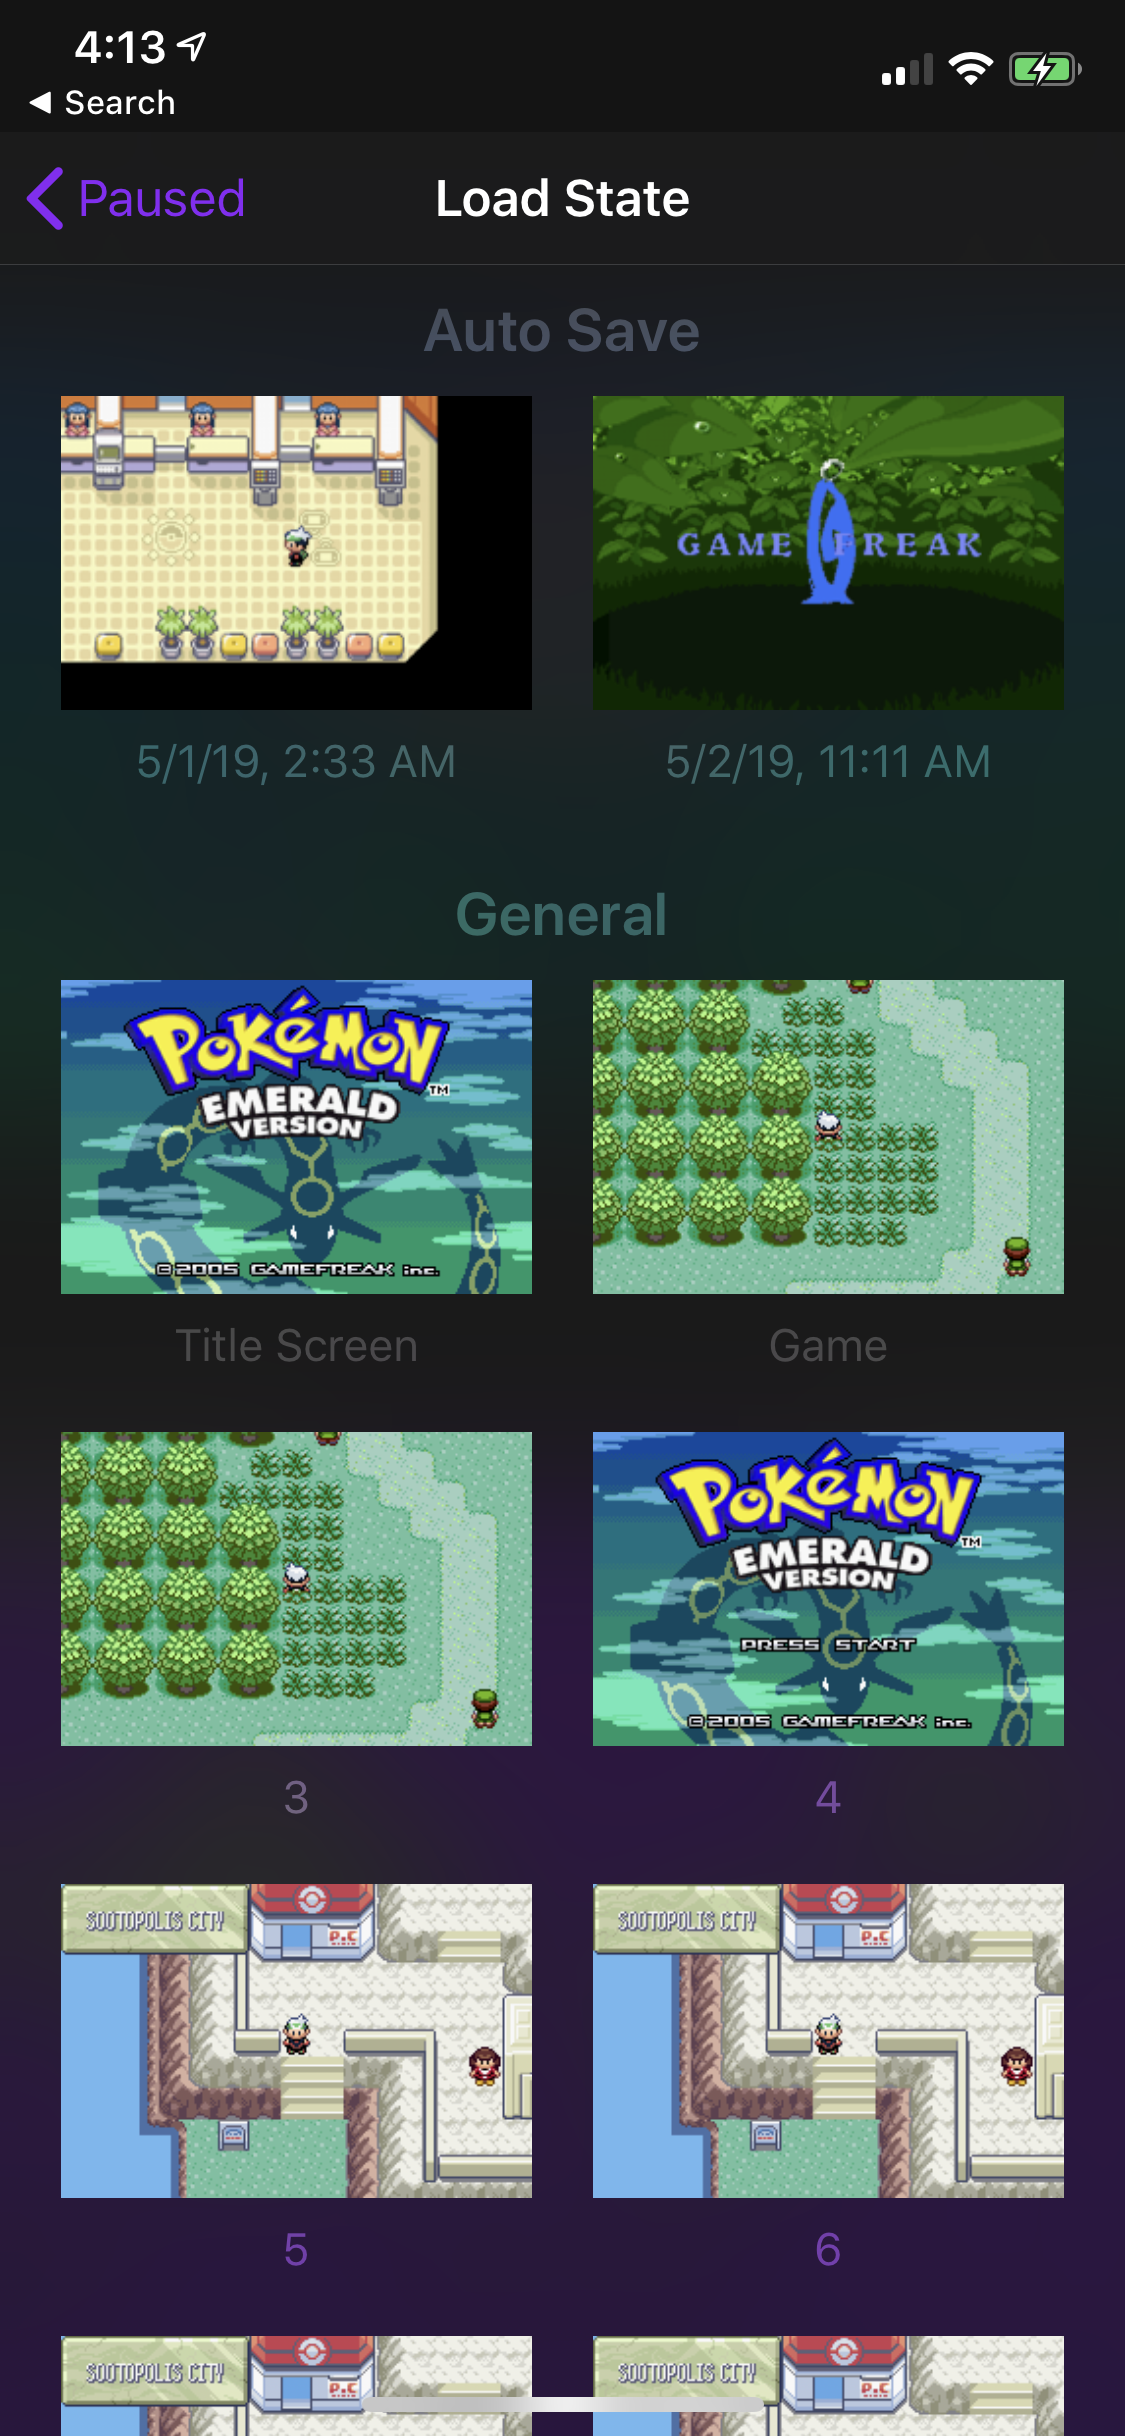 4:13
Search
Paused
Load State
Auto Save
GAME FREAK
5/1/19, 2:33 AM
5/2/19, 11:11 AM
General
POKéMON
TM
EMERALD
VERSION
©2005 GAMEFREAK inc.
Title Screen
Game
3
POKéMON
TM
EMERALD
VERSION
PRESS START
©2005 GAMEFREAK inc.
4
SOOTOPOLIS CITY
P.C
5
SOOTOPOLIS CITY
P.C
6
SOOTOPOLIS CITY
P.C
SOOTOPOLIS CITY
P.C